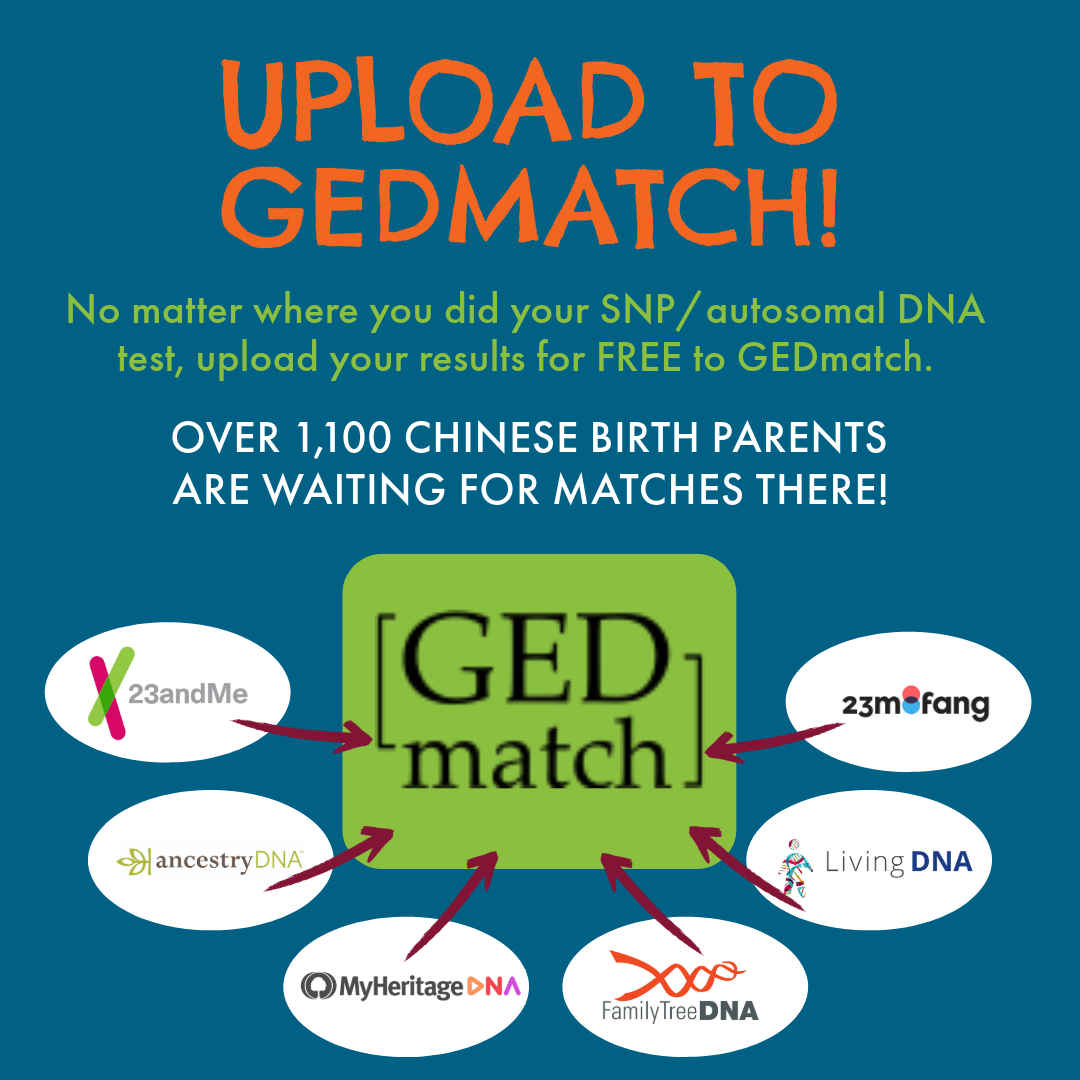 UPLOAD TO
GEDMATCH!
No matter where you did your SNP/autosomal DNA
test, upload your results for FREE to GEDmatch.
OVER 1,100 CHINESE BIRTH PARENTS
ARE WAITING FOR MATCHES THERE!
[GED
match]
23andMe
23mofang
ancestryDNA™
Living DNA
MyHeritage DNA
FamilyTreeDNA